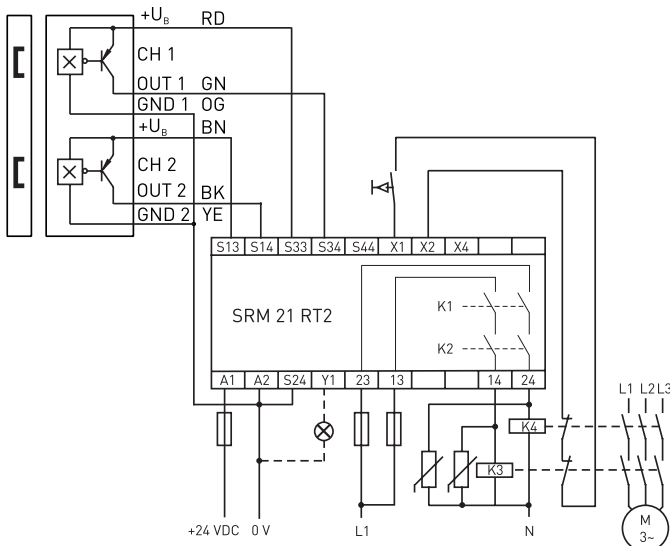 +UB RD
CH 1
OUT 1 GN
GND 1 OG
+UB BN
CH 2
OUT 2 BK
GND 2 YE
S13 S14 S33 S34 S44 X1 X2 X4
SRM 21 RT2
K1
K2
A1 A2 S24 Y1 23 13 14 24
L1 L2 L3
K4
K3
+24 VDC 0 V L1 N
M
3~